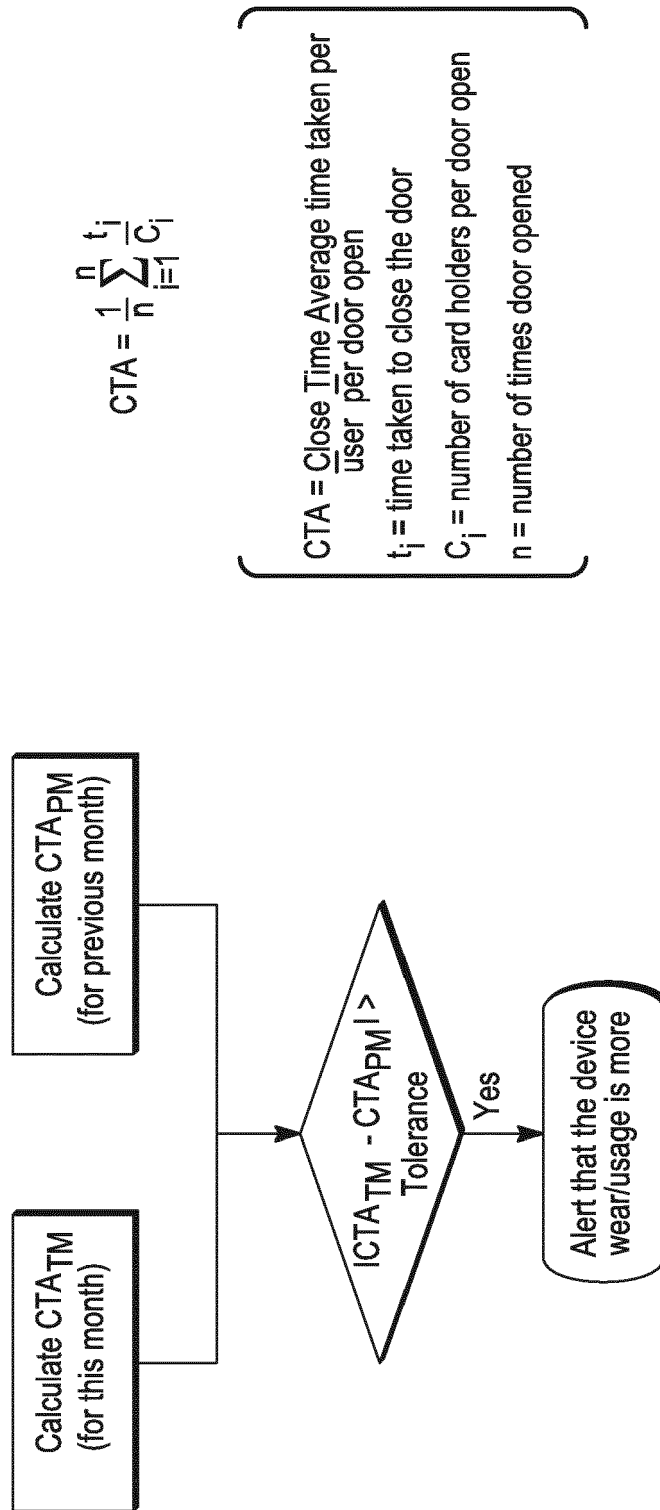 Calculate CTA_TM
(for this month)
Calculate CTA_PM
(for previous month)
|CTA_TM - CTA_PM| >
Tolerance
Yes
Alert that the device
wear/usage is more
CTA = 1/n n∑i=1 t_i/C_i
CTA = Close Time Average time taken per
user per door open
t_i = time taken to close the door
C_i = number of card holders per door open
n = number of times door opened